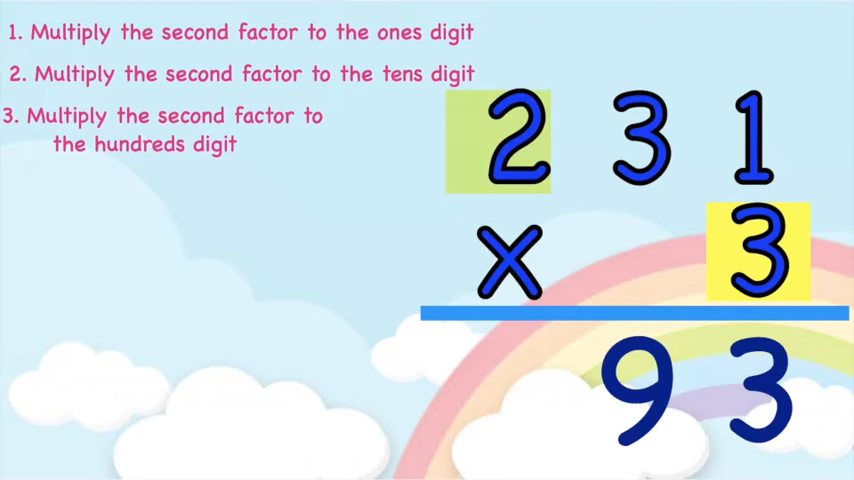 1. Multiply the second factor to the ones digit
2. Multiply the second factor to the tens digit
3. Multiply the second factor to
the hundreds digit
2 3 1
x 3
9 3